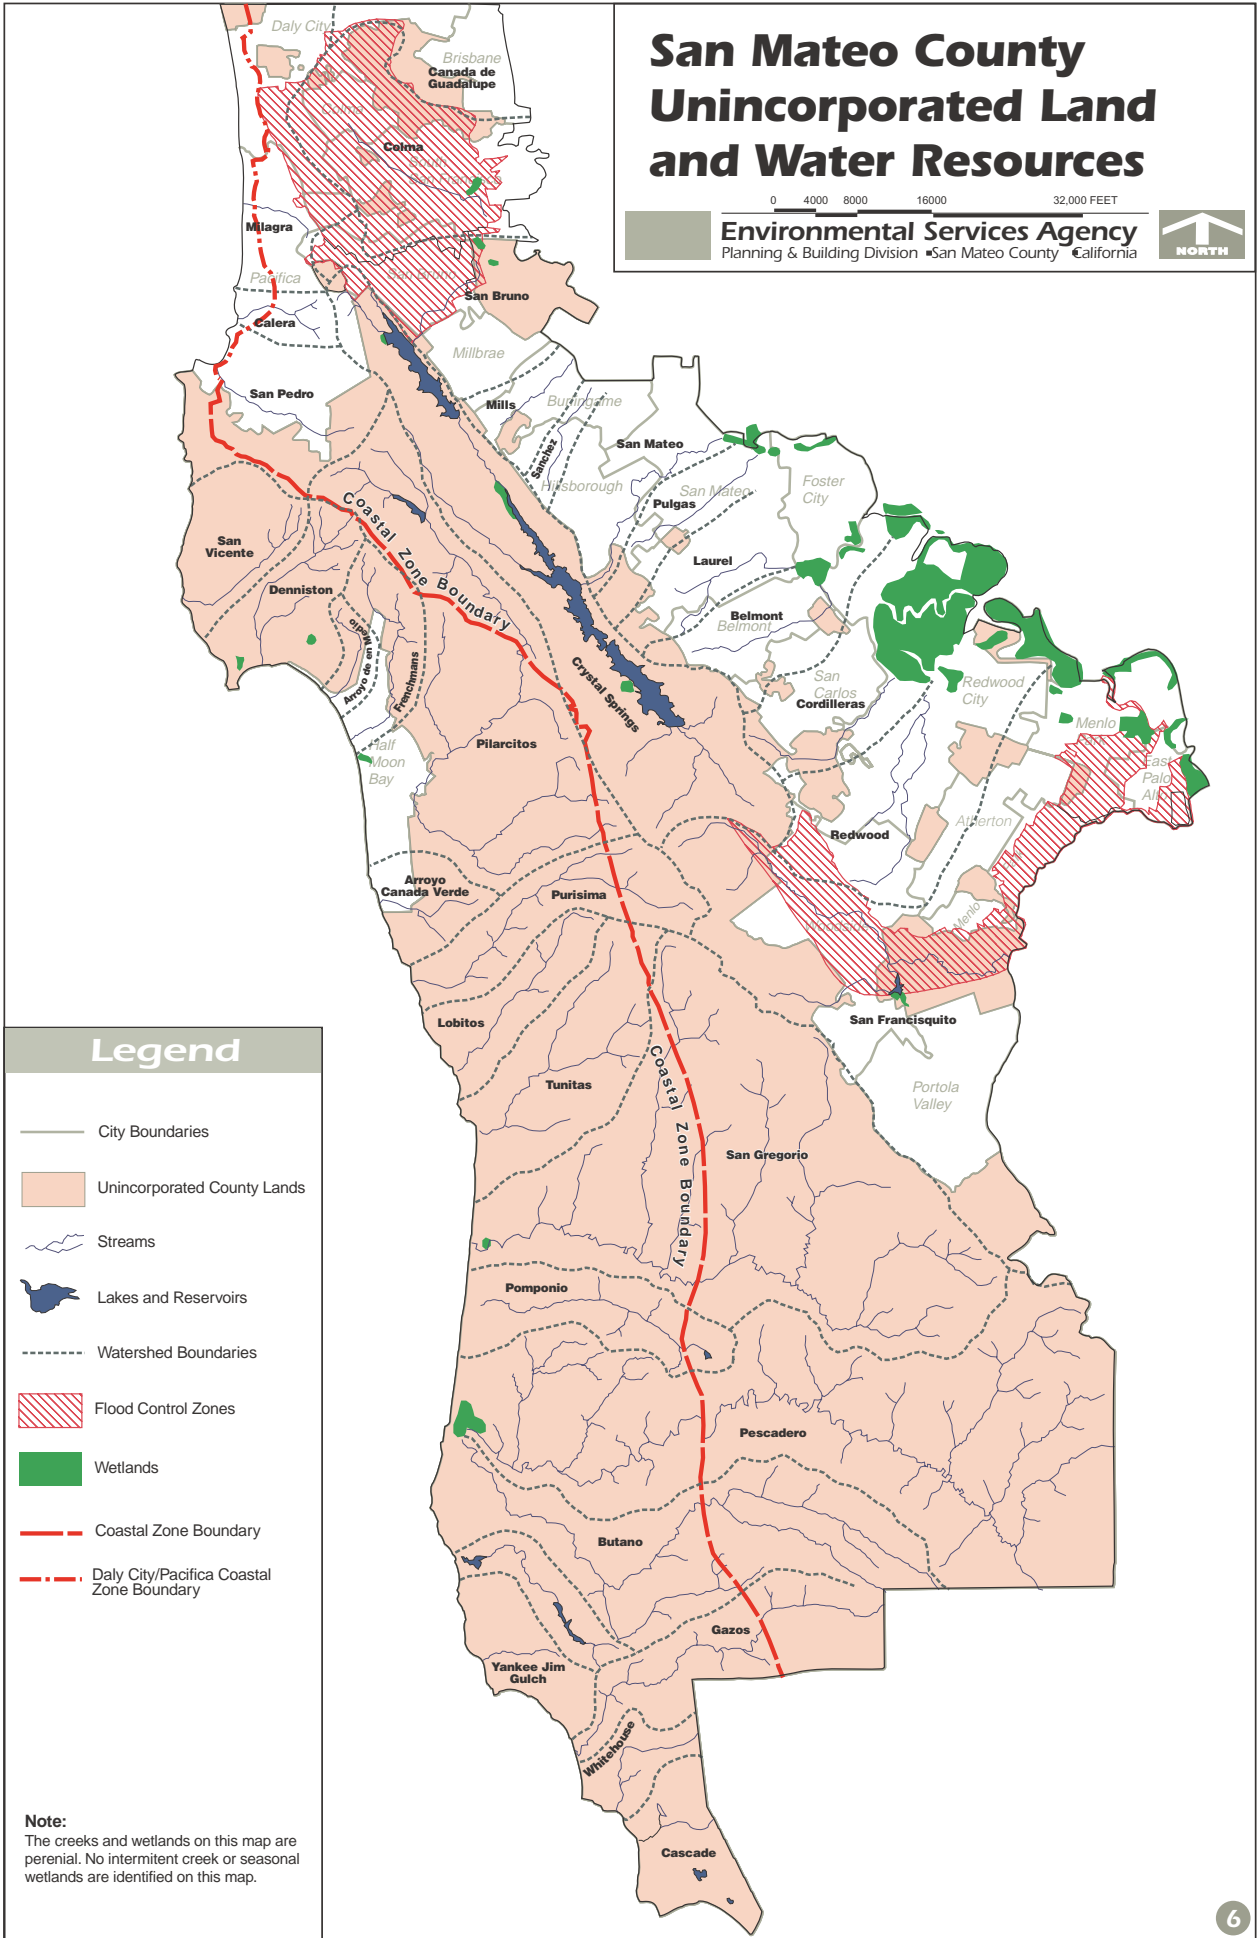 San Mateo County
Unincorporated Land
and Water Resources
0 4000 8000 16000 32,000 FEET
Environmental Services Agency
Planning & Building Division ▪San Mateo County ▪California
NORTH
Daly City
Brisbane
Canada de
Guadalupe
Colma
Colma
South
San Francisco
Milagra
Pacifica
San Bruno
San Bruno
Calera
Millbrae
San Pedro
Mills
Burlingame
Sanchez
San Mateo
Hillsborough
San Mateo
Pulgas
Foster
City
Coastal Zone Boundary
San
Vicente
Laurel
Denniston
Belmont
Belmont
Arroyo de en Medio
Frenchmans
Crystal Springs
San
Carlos
Cordilleras
Redwood
City
Menlo
Park
Half
Moon
Bay
Pilarcitos
East
Palo
Alto
Atherton
Redwood
Arroyo
Canada Verde
Purisima
Woodside
Menlo
Lobitos
San Francisquito
Coastal Zone Boundary
Tunitas
Portola
Valley
San Gregorio
Pomponio
Pescadero
Butano
Gazos
Yankee Jim
Gulch
Whitehouse
Cascade
Legend
City Boundaries
Unincorporated County Lands
Streams
Lakes and Reservoirs
Watershed Boundaries
Flood Control Zones
Wetlands
Coastal Zone Boundary
Daly City/Pacifica Coastal
Zone Boundary
Note:
The creeks and wetlands on this map are
perenial. No intermitent creek or seasonal
wetlands are identified on this map.
6